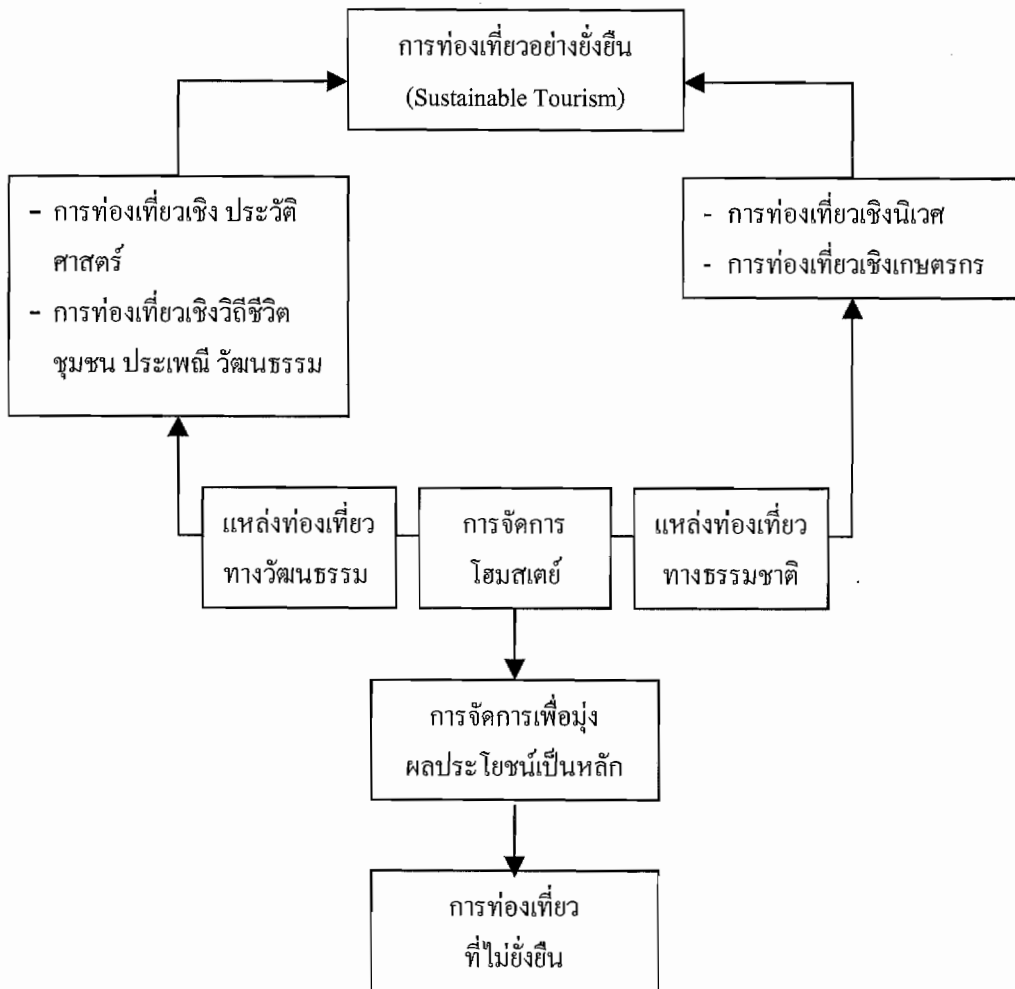 การท่องเที่ยวอย่างยั่งยืน
(Sustainable Tourism)
- การท่องเที่ยวเชิง ประวัติ
ศาสตร์
- การท่องเที่ยวเชิงวิถีชีวิต
ชุมชน ประเพณี วัฒนธรรม
- การท่องเที่ยวเชิงนิเวศ
- การท่องเที่ยวเชิงเกษตรกร
แหล่งท่องเที่ยว
ทางวัฒนธรรม
การจัดการ
โฮมสเตย์
แหล่งท่องเที่ยว
ทางธรรมชาติ
การจัดการเพื่อมุ่ง
ผลประโยชน์เป็นหลัก
การท่องเที่ยว
ที่ไม่ยั่งยืน